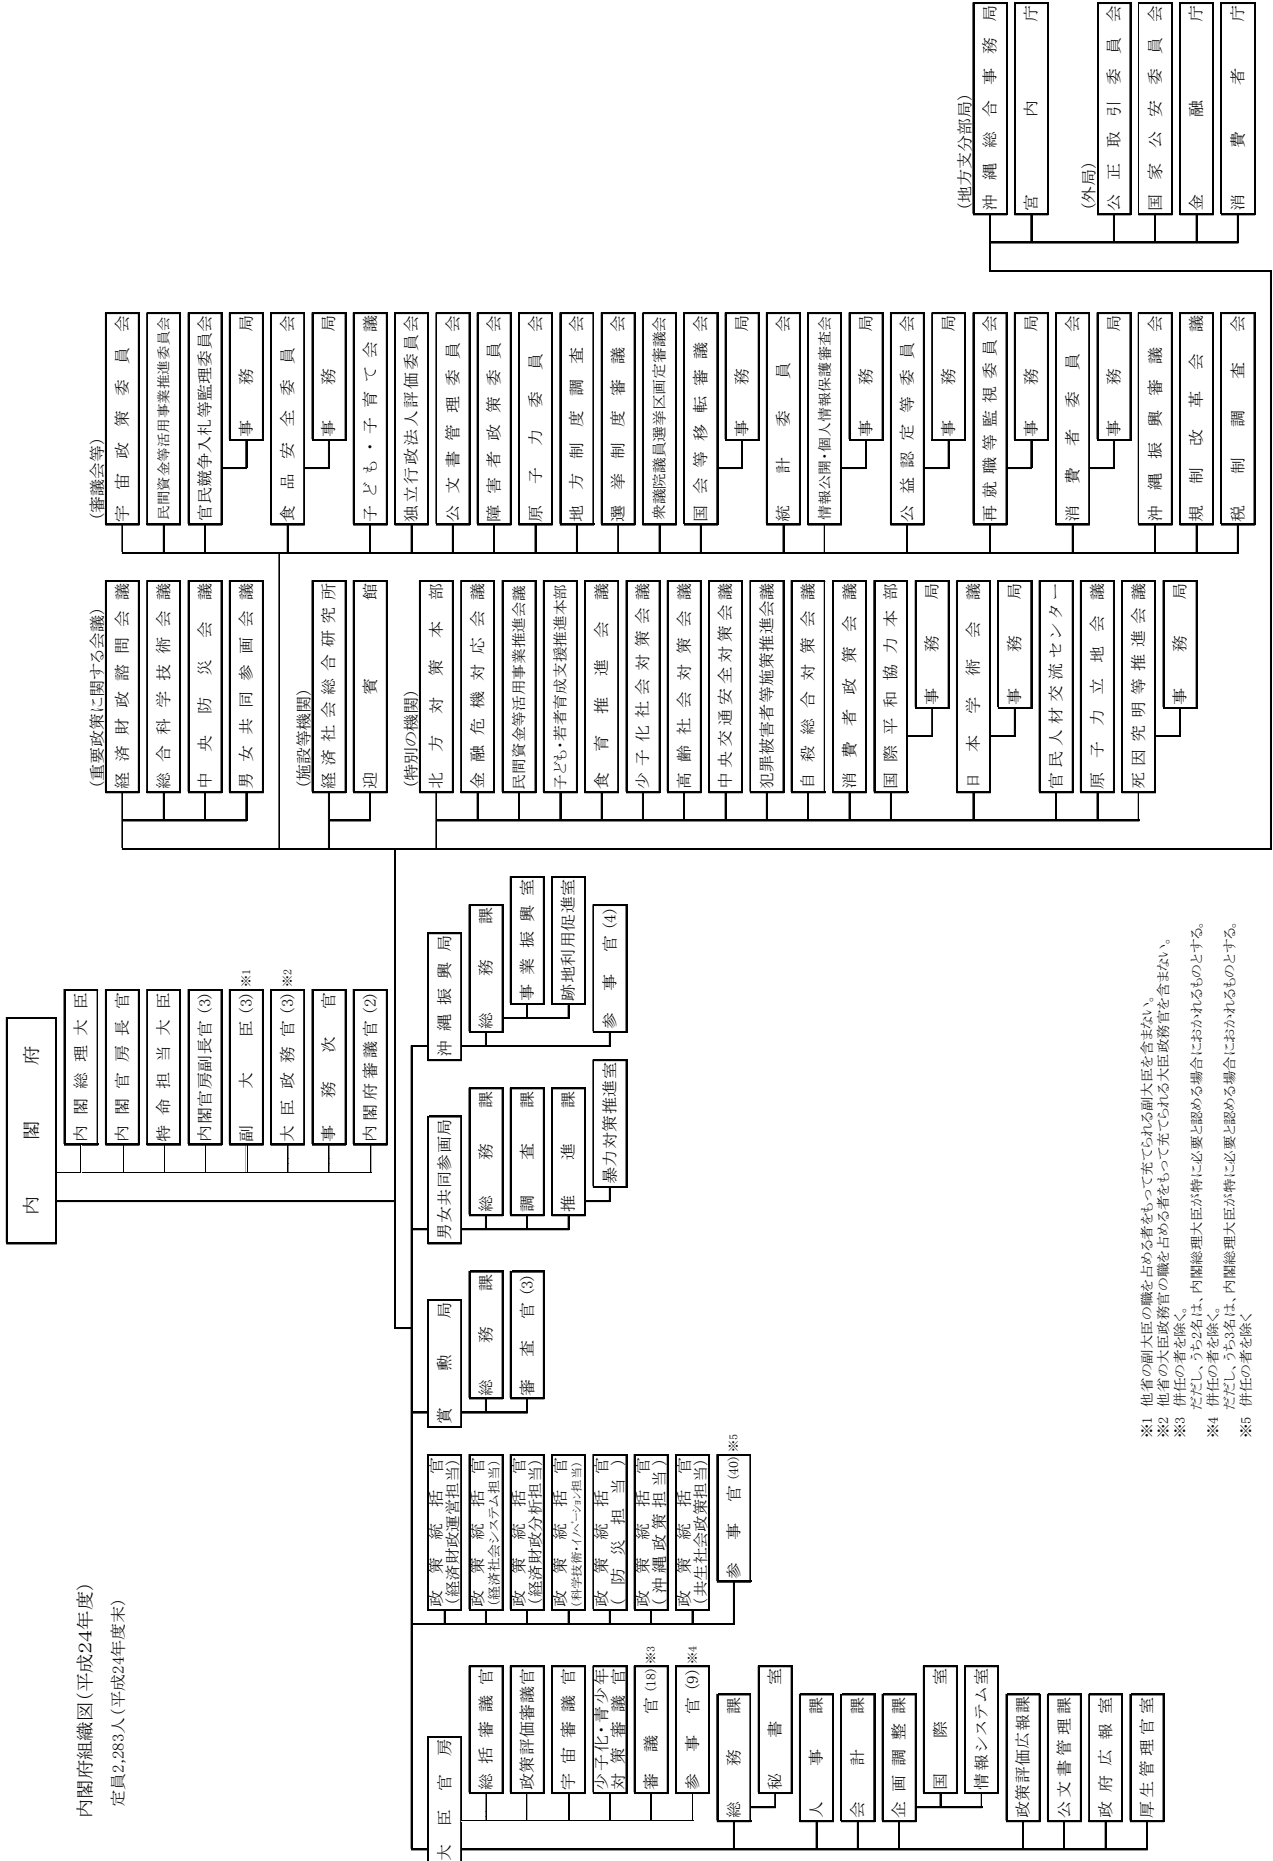 内閣府組織図(平成24年度)
定員2,283人(平成24年度末)
内閣府
内閣総理大臣
内閣官房長官
特命担当大臣
内閣官房副長官(3)
副大臣(3)※1
大臣政務官(3)※2
事務次官
内閣府審議官(2)
大臣官房
総括審議官
政策評価審議官
宇宙審議官
少子化・青少年
対策審議官
審議官(18)※3
参事官(9)※4
総務課
秘書室
人事課
会計課
企画調整課
国際室
情報システム室
政策評価広報課
公文書管理課
政府広報室
厚生管理官室
政策統括官
(経済財政運営担当)
政策統括官
(経済社会システム担当)
政策統括官
(経済財政分析担当)
政策統括官
(科学技術・イノベーション担当)
政策統括官
(防災担当)
政策統括官
(沖縄政策担当)
政策統括官
(共生社会政策担当)
参事官(40)※5
賞勲局
総務課
審査官(3)
男女共同参画局
総務課
調査課
推進課
暴力対策推進室
沖縄振興局
総務課
事業振興室
跡地利用促進室
参事官(4)
(重要政策に関する会議)
経済財政諮問会議
総合科学技術会議
中央防災会議
男女共同参画会議
(施設等機関)
経済社会総合研究所
迎賓館
(特別の機関)
北方対策本部
金融危機対応会議
民間資金等活用事業推進会議
子ども・若者育成支援推進本部
食育推進会議
少子化社会対策会議
高齢社会対策会議
中央交通安全対策会議
犯罪被害者等施策推進会議
自殺総合対策会議
消費者政策会議
国際平和協力本部
事務局
日本学術会議
事務局
官民人材交流センター
原子力立地会議
死因究明等推進会議
事務局
(審議会等)
宇宙政策委員会
民間資金等活用事業推進委員会
官民競争入札等監理委員会
事務局
食品安全委員会
事務局
子ども・子育て会議
独立行政法人評価委員会
公文書管理委員会
障害者政策委員会
原子力委員会
地方制度調査会
選挙制度審議会
衆議院議員選挙区画定審議会
国会等移転審議会
事務局
統計委員会
情報公開・個人情報保護審査会
事務局
公益認定等委員会
事務局
再就職等監視委員会
事務局
消費者委員会
事務局
沖縄振興審議会
規制改革会議
税制調査会
(地方支分部局)
沖縄総合事務局
宮内庁
(外局)
公正取引委員会
国家公安委員会
金融庁
消費者庁
※1 他省の副大臣の職を占める者をもって充てられる副大臣を含まない。
※2 他省の大臣政務官の職を占める者をもって充てられる大臣政務官を含まない。
※3 併任の者を除く。
だだし、うち2名は、内閣総理大臣が特に必要と認める場合におかれるものとする。
※4 併任の者を除く。
だだし、うち3名は、内閣総理大臣が特に必要と認める場合におかれるものとする。
※5 併任の者を除く